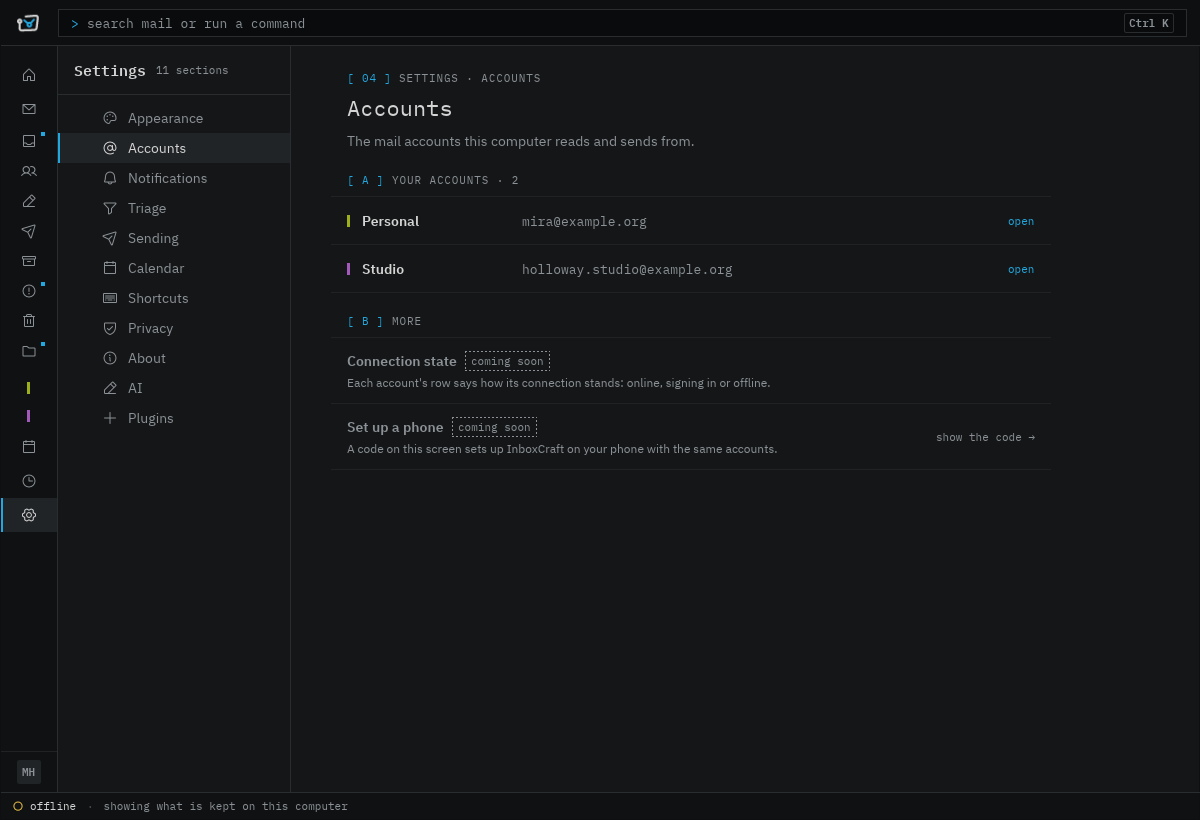 > search mail or run a command
Ctrl K
Settings 11 sections
Appearance
Accounts
Notifications
Triage
Sending
Calendar
Shortcuts
Privacy
About
AI
Plugins
[ 04 ] SETTINGS · ACCOUNTS
Accounts
The mail accounts this computer reads and sends from.
[ A ] YOUR ACCOUNTS · 2
Personal mira@example.org open
Studio holloway.studio@example.org open
[ B ] MORE
Connection state coming soon
Each account's row says how its connection stands: online, signing in or offline.
Set up a phone coming soon
A code on this screen sets up InboxCraft on your phone with the same accounts.
show the code →
MH
offline · showing what is kept on this computer